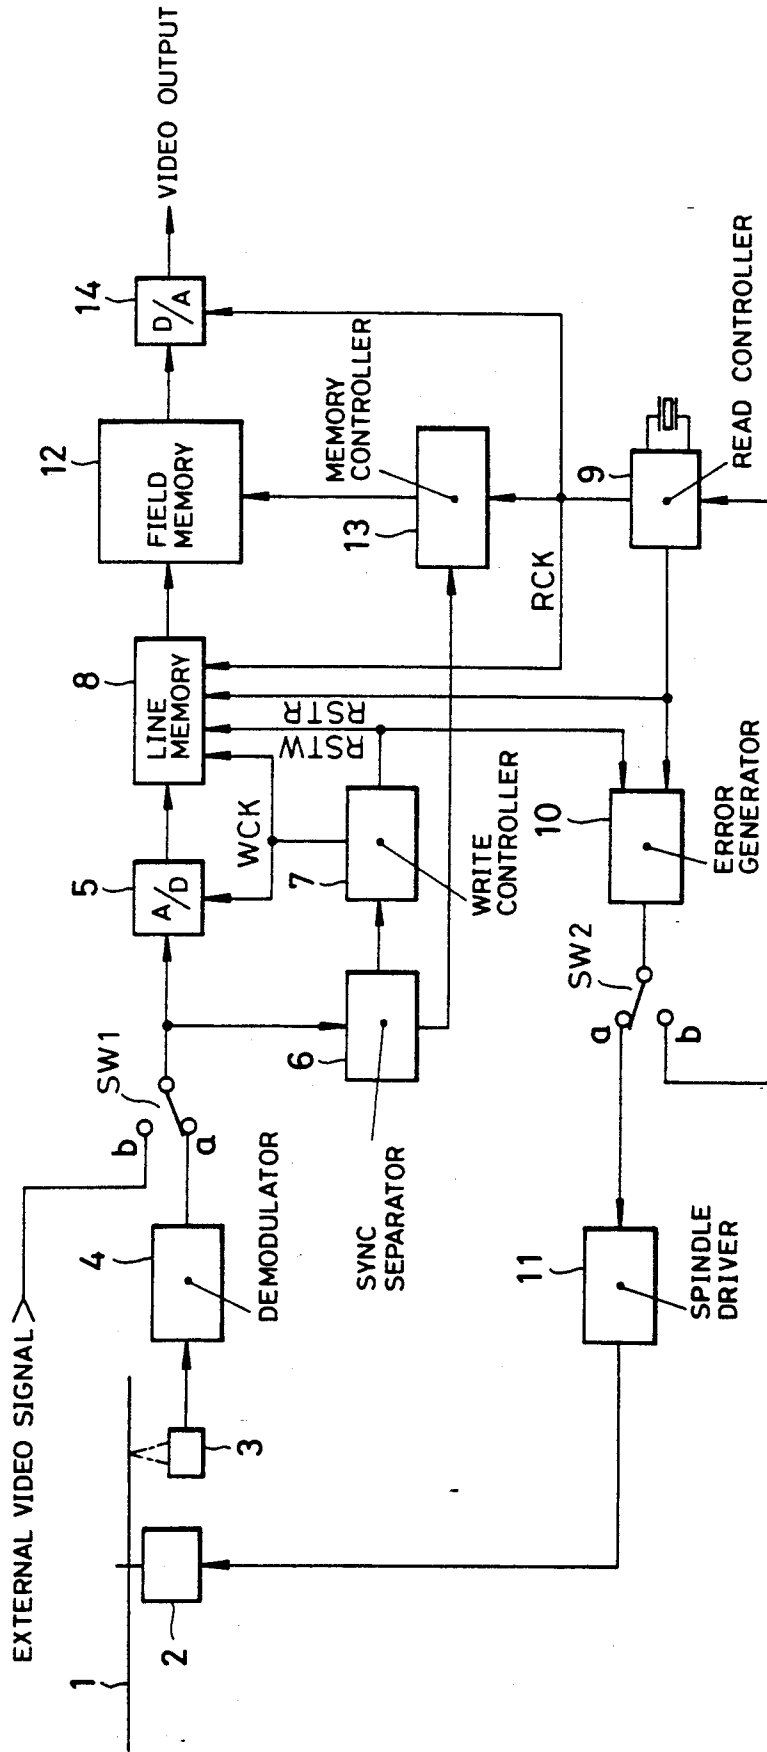 EXTERNAL VIDEO SIGNAL
1
2
3
4
DEMODULATOR
b
a
SW1
5
A/D
6
SYNC
SEPARATOR
7
WRITE
CONTROLLER
WCK
RSTW
RSTR
8
LINE
MEMORY
12
FIELD
MEMORY
14
D/A
VIDEO OUTPUT
13
MEMORY
CONTROLLER
RCK
9
READ CONTROLLER
10
ERROR
GENERATOR
SW2
a
b
11
SPINDLE
DRIVER